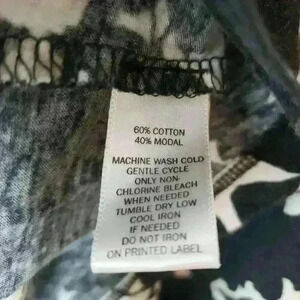 60% COTTON
40% MODAL
MACHINE WASH COLD
GENTLE CYCLE
ONLY NON-
CHLORINE BLEACH
WHEN NEEDED
TUMBLE DRY LOW
COOL IRON
IF NEEDED
DO NOT IRON
ON PRINTED LABEL